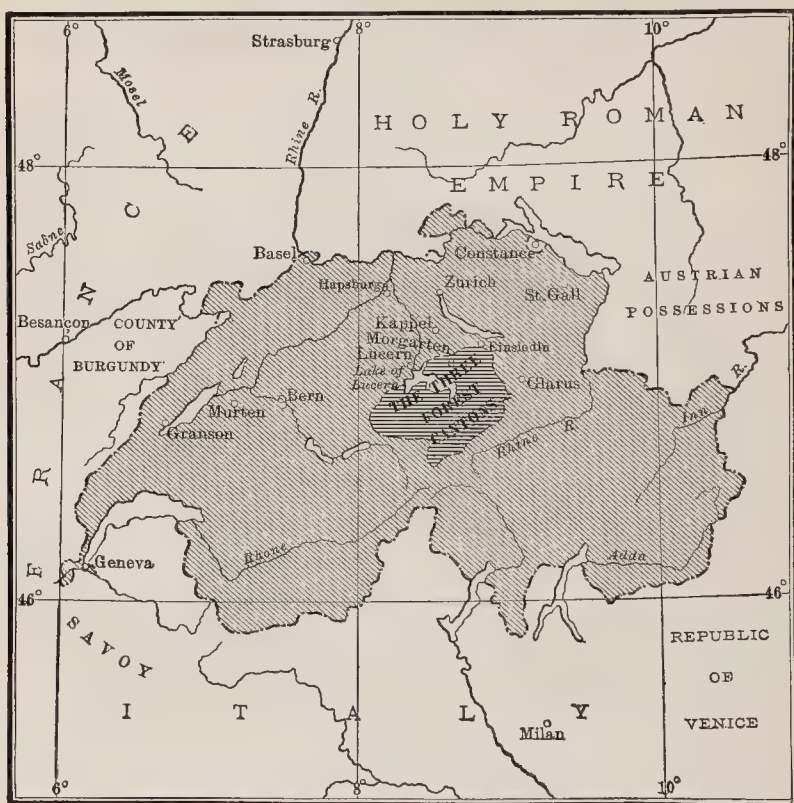 6°
8°
10°
Strasburg
Mosel
Rhine R.
HOLY ROMAN
EMPIRE
48°
48°
Saône
FRANCE
Basel
Constance
Hapsburg
Zurich
St. Gall
AUSTRIAN
POSSESSIONS
Besançon
COUNTY
OF
BURGUNDY
Kappel
Morgarten
Einsiedln
Lucern
Lake of
Lucern
THE THREE
FOREST
CANTONS
Glarus
Inn R.
Murten
Bern
Granson
Rhine R.
Rhone
Adda
Geneva
46°
46°
SAVOY
ITALY
REPUBLIC
OF
VENICE
Milan
6°
8°
10°